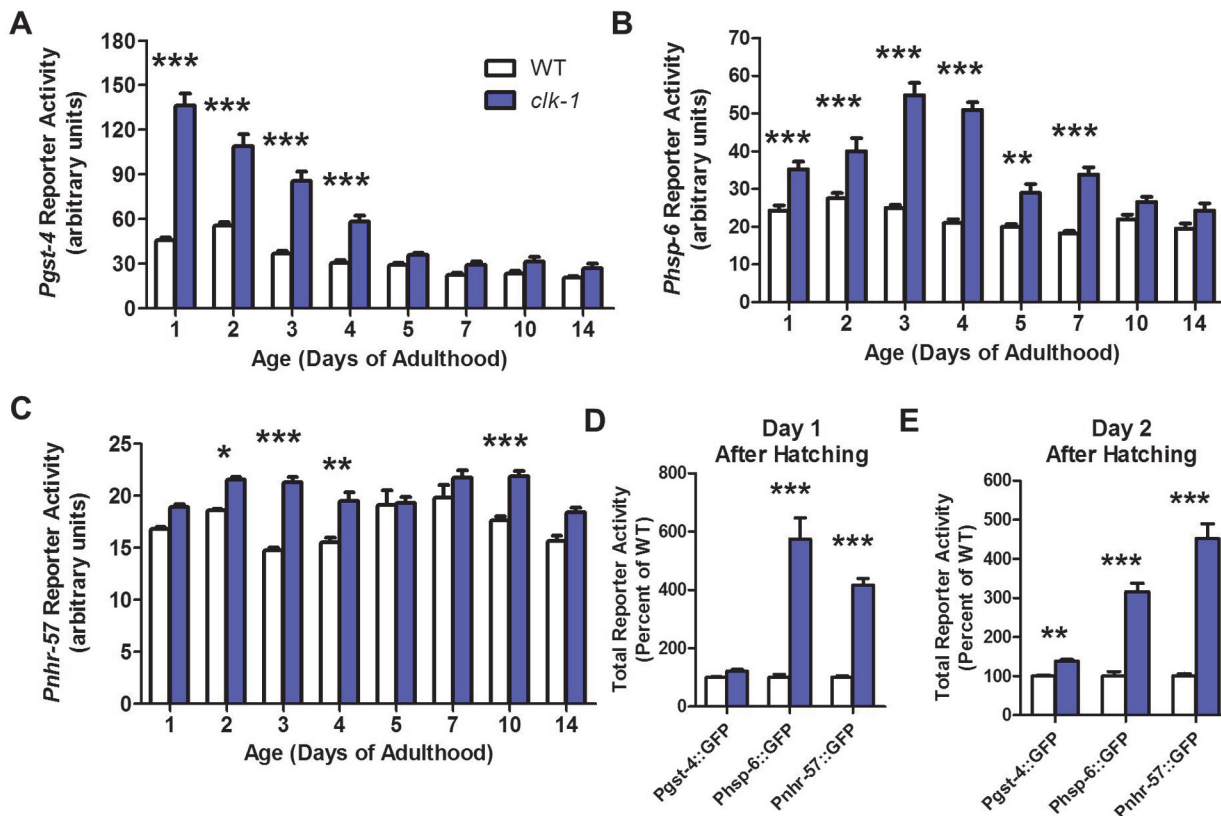 A
Pgst-4 Reporter Activity
(arbitrary units)
180
150
120
90
60
30
0
***
***
***
***
WT
clk-1
1 2 3 4 5 7 10 14
Age (Days of Adulthood)
B
Phsp-6 Reporter Activity
(arbitrary units)
70
60
50
40
30
20
10
0
***
***
***
***
**
***
1 2 3 4 5 7 10 14
Age (Days of Adulthood)
C
Pnhr-57 Reporter Activity
(arbitrary units)
25
20
15
10
5
0
*
***
**
***
1 2 3 4 5 7 10 14
Age (Days of Adulthood)
D
Day 1
After Hatching
Total Reporter Activity
(Percent of WT)
800
600
400
200
0
***
***
Pgst-4::GFP
Phsp-6::GFP
Pnhr-57::GFP
E
Day 2
After Hatching
Total Reporter Activity
(Percent of WT)
600
500
400
300
200
100
0
**
***
***
Pgst-4::GFP
Phsp-6::GFP
Pnhr-57::GFP